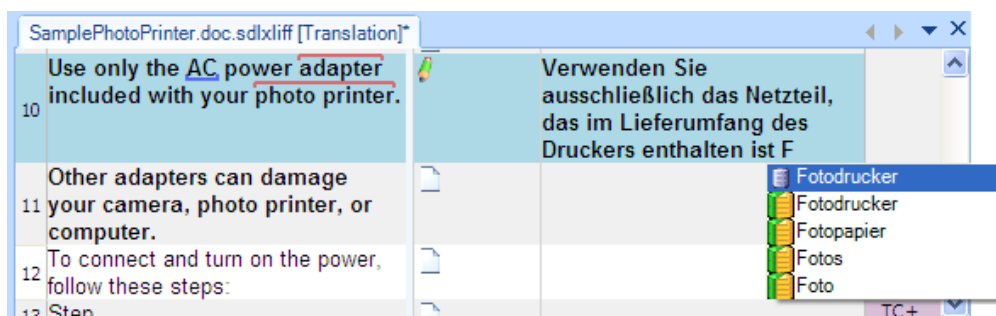 SamplePhotoPrinter.doc.sdlxliff [Translation]*
10
Use only the AC power adapter
included with your photo printer.
Verwenden Sie
ausschließlich das Netzteil,
das im Lieferumfang des
Druckers enthalten ist F
Fotodrucker
Fotodrucker
Fotopapier
Fotos
Foto
11
Other adapters can damage
your camera, photo printer, or
computer.
12
To connect and turn on the power,
follow these steps:
13 Step
TC+